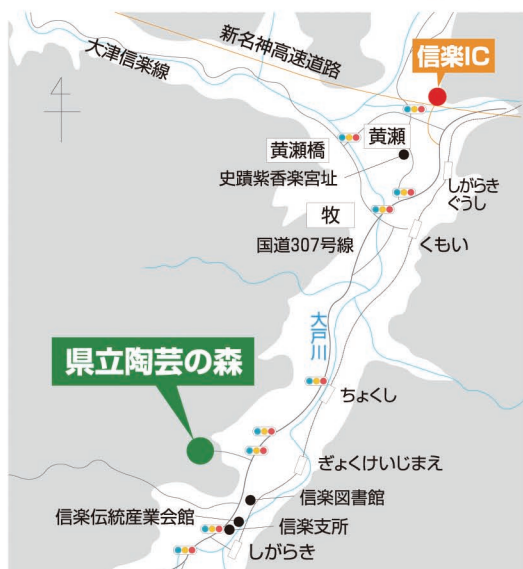 新名神高速道路
大津信楽線
信楽IC
黄瀬橋
黄瀬
史蹟紫香楽宮址
しがらき
ぐうし
牧
国道307号線
くもい
大戸川
県立陶芸の森
ちょくし
ぎょくけいじまえ
信楽図書館
信楽伝統産業会館
信楽支所
しがらき